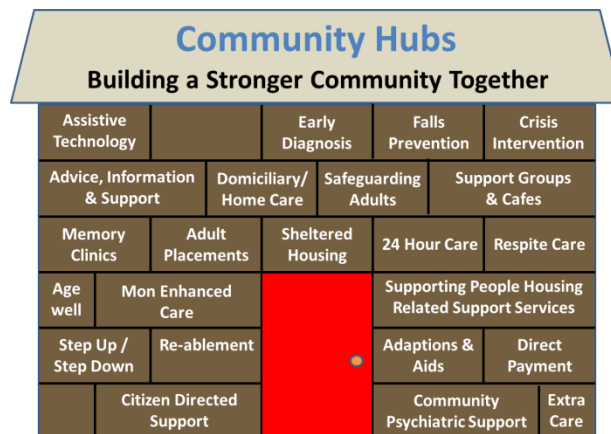 Community Hubs
Building a Stronger Community Together
Assistive
Technology
Early
Diagnosis
Falls
Prevention
Crisis
Intervention
Advice, Information
& Support
Domiciliary/
Home Care
Safeguarding
Adults
Support Groups
& Cafes
Memory
Clinics
Adult
Placements
Sheltered
Housing
24 Hour Care
Respite Care
Age
well
Mon Enhanced
Care
Supporting People Housing
Related Support Services
Step Up /
Step Down
Re-ablement
Adaptions &
Aids
Direct
Payment
Citizen Directed
Support
Community
Psychiatric Support
Extra
Care